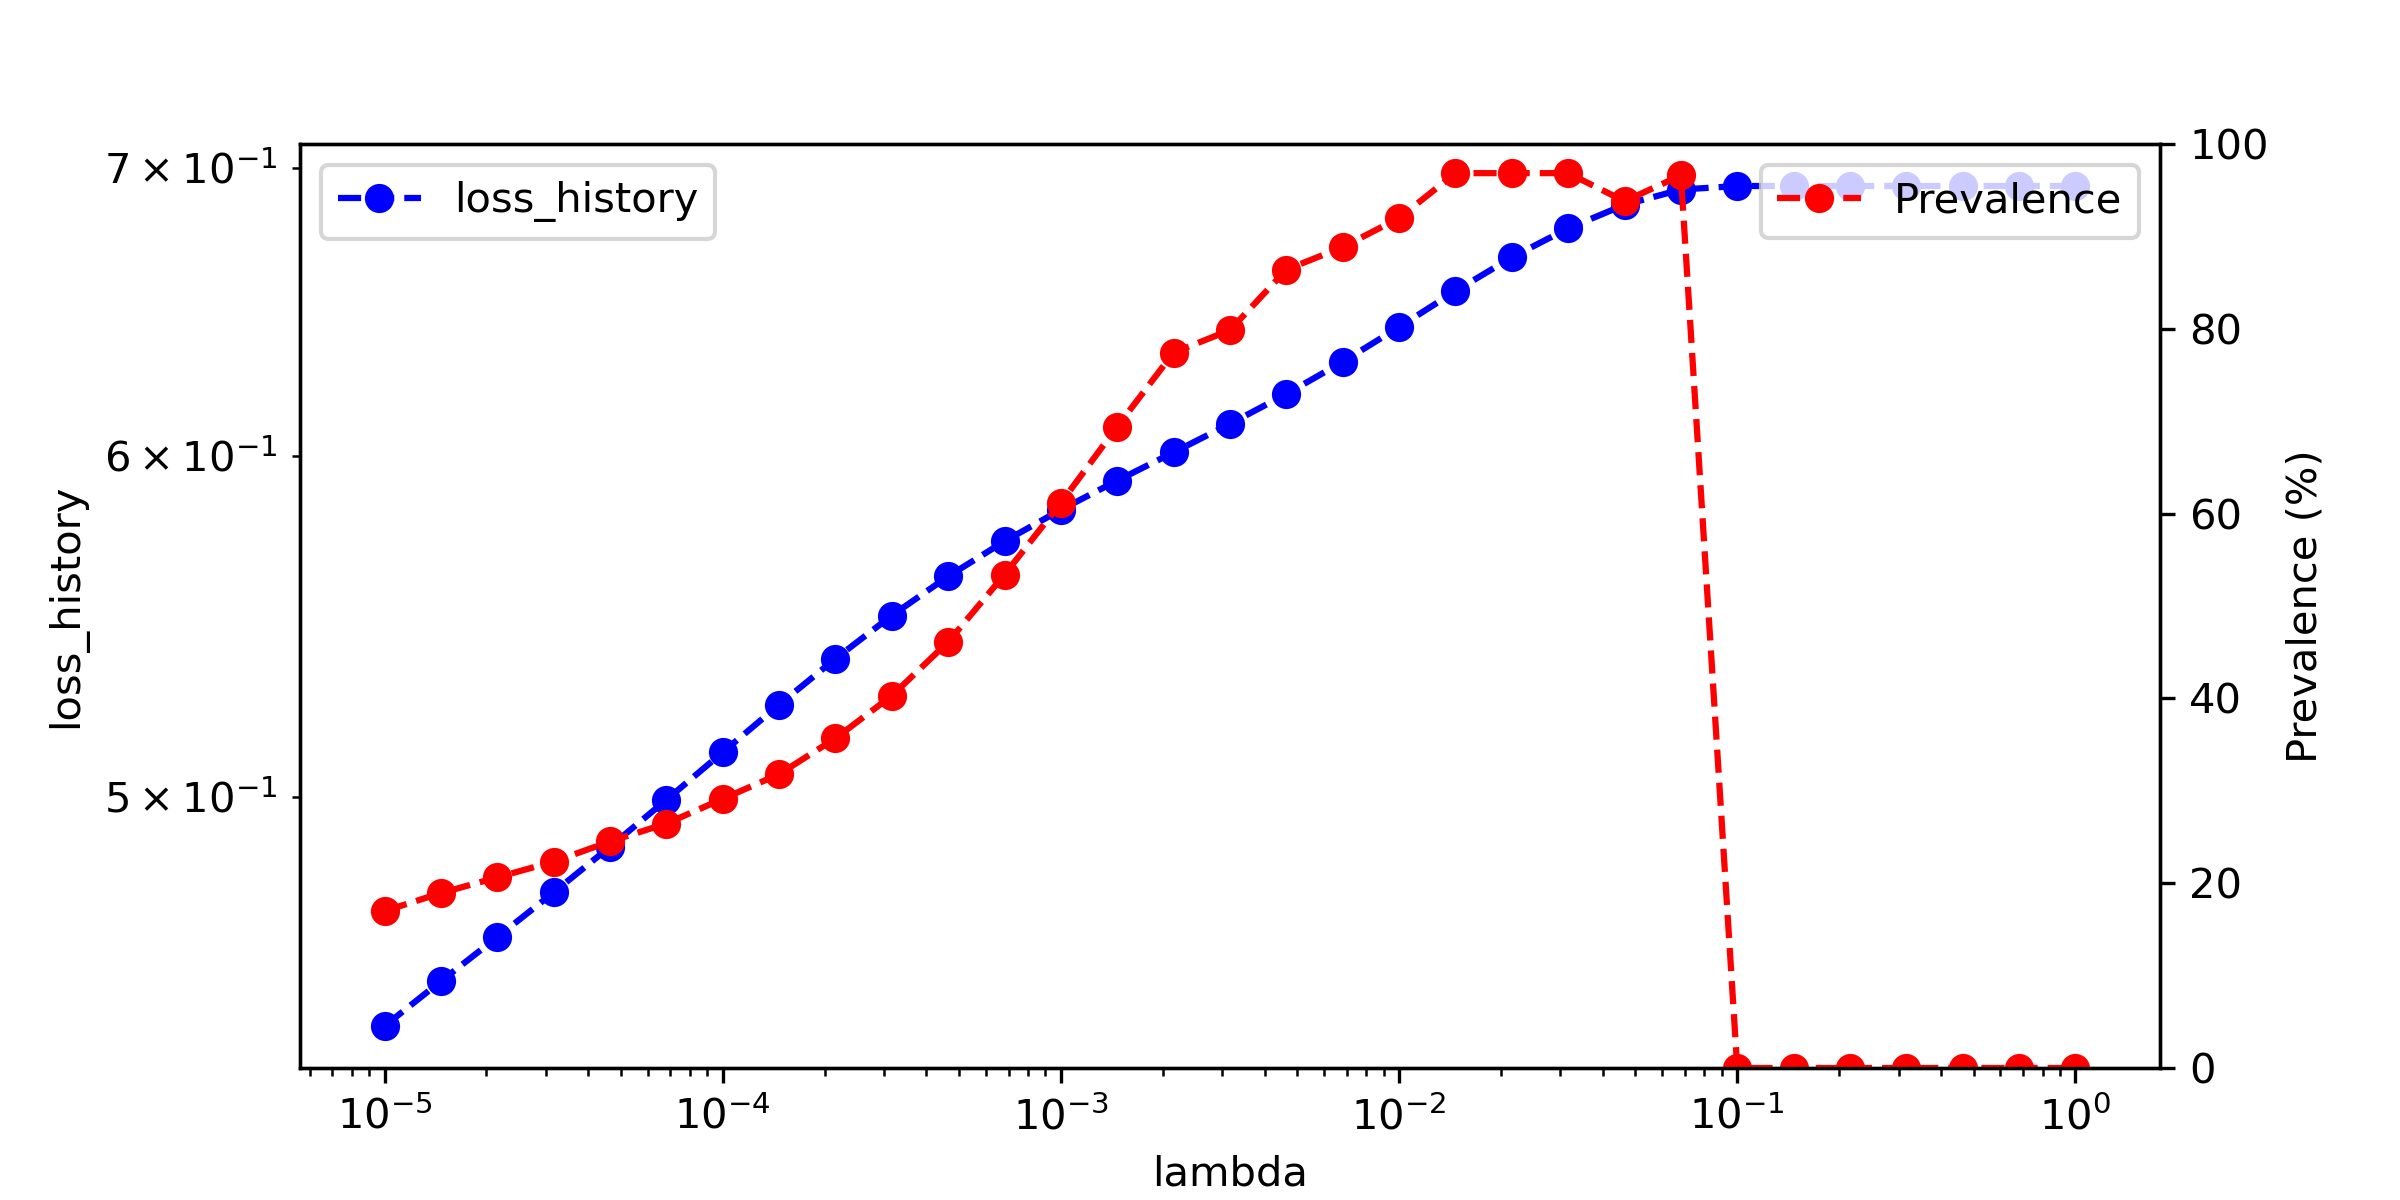 loss_history
Prevalence
7 × 10⁻¹
6 × 10⁻¹
5 × 10⁻¹
loss_history
100
80
60
40
20
0
Prevalence (%)
10⁻⁵ 10⁻⁴ 10⁻³ 10⁻² 10⁻¹ 10⁰
lambda